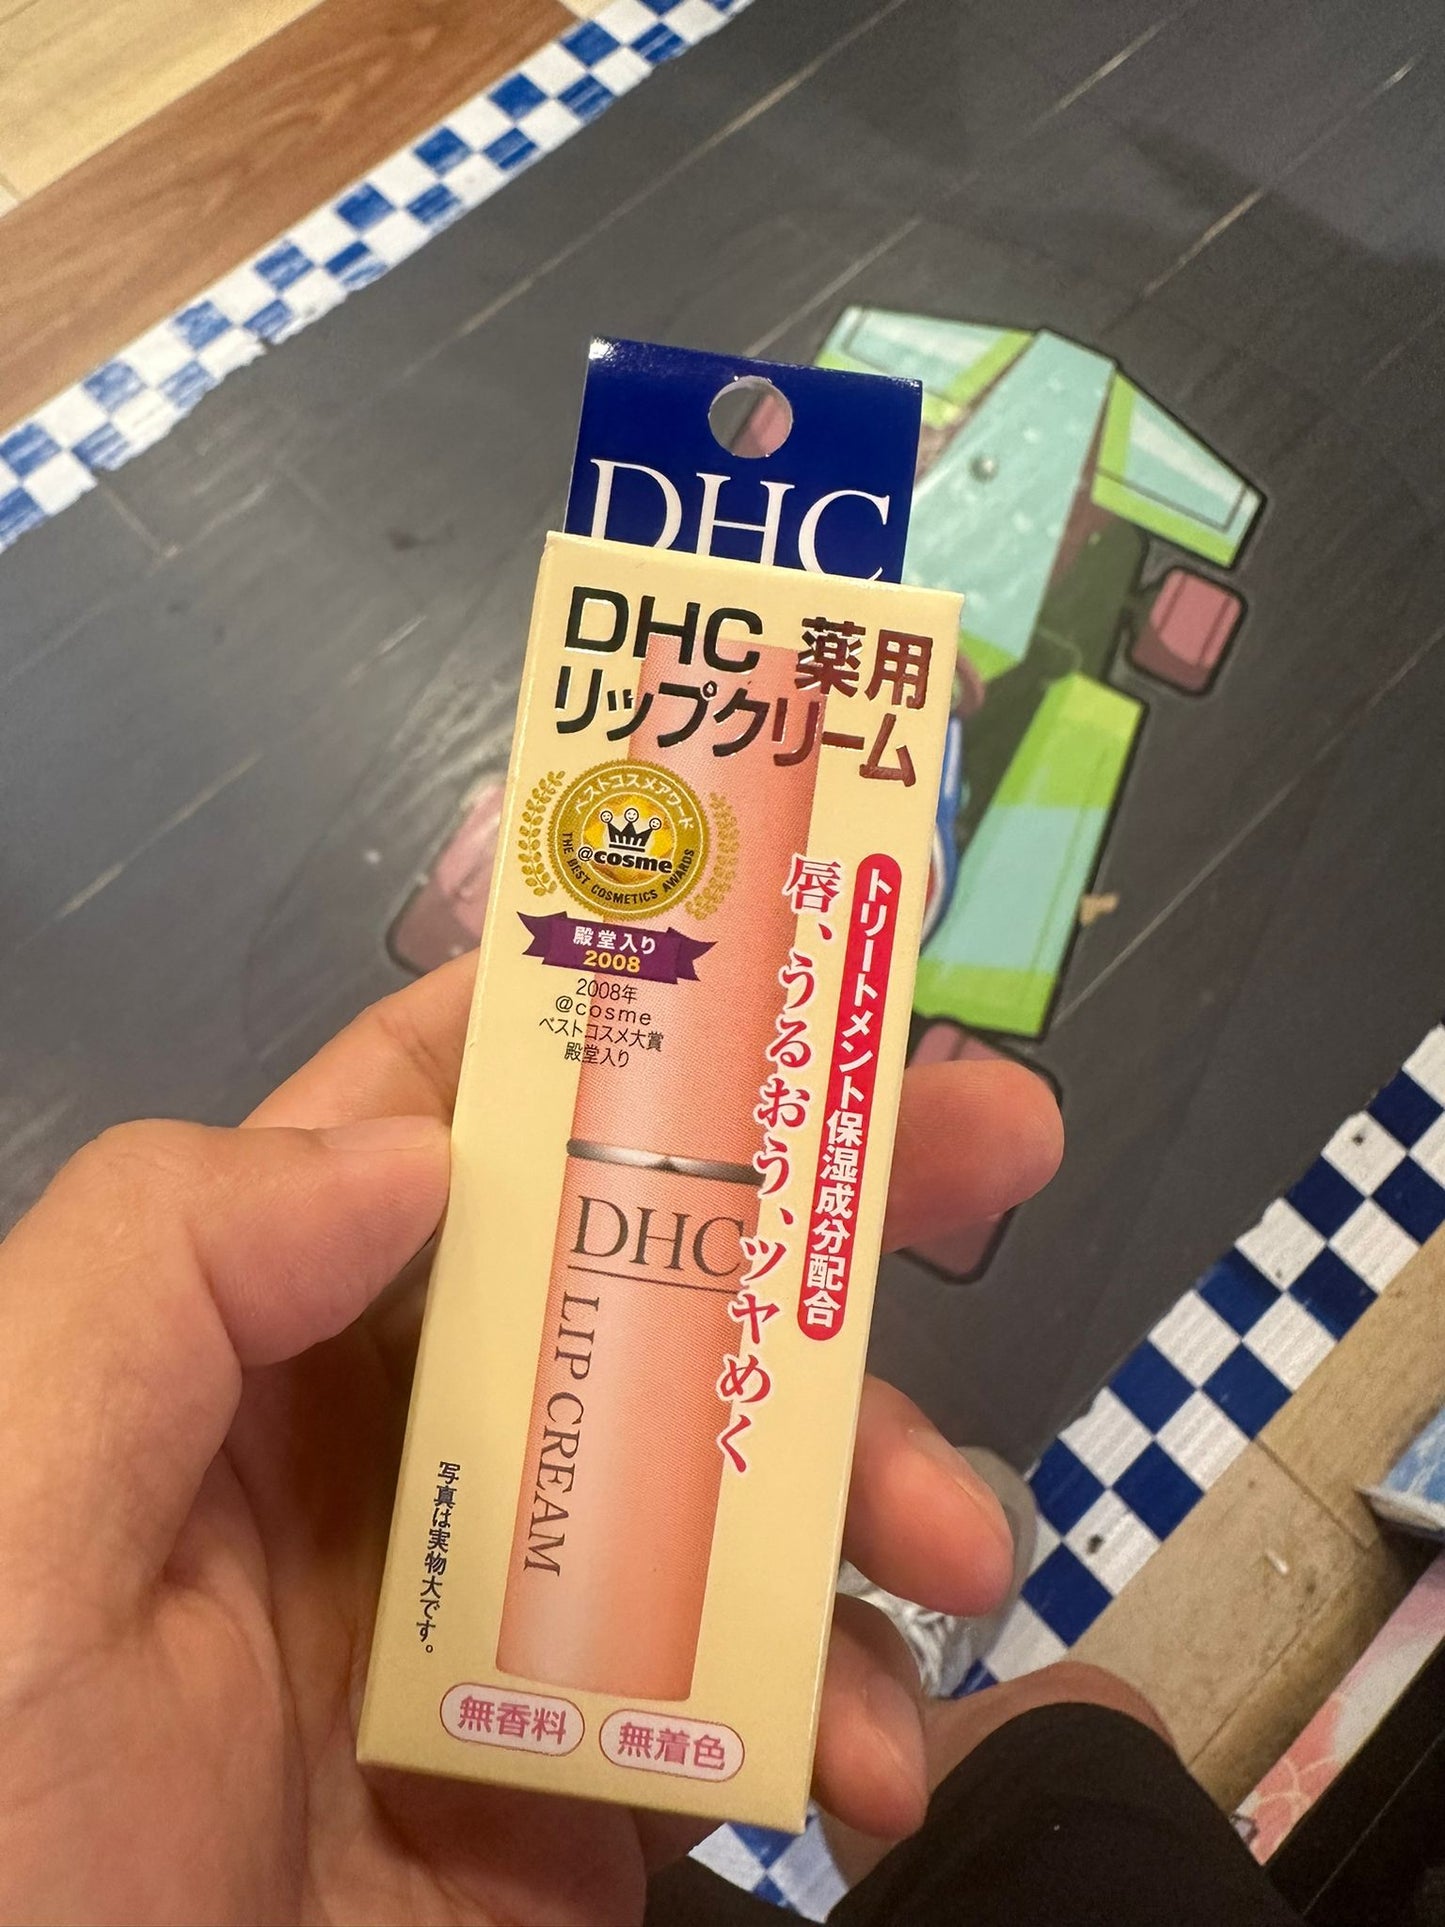 DHC
DHC 薬用
リップクリーム
ベストコスメアワード
@cosme
THE BEST COSMETICS AWARDS
殿堂入り
2008
2008年
@cosme
ベストコスメ大賞
殿堂入り
トリートメント保湿成分配合
唇、うるおう、ツヤめく
DHC
LIP CREAM
写真は実物大です。
無香料
無着色